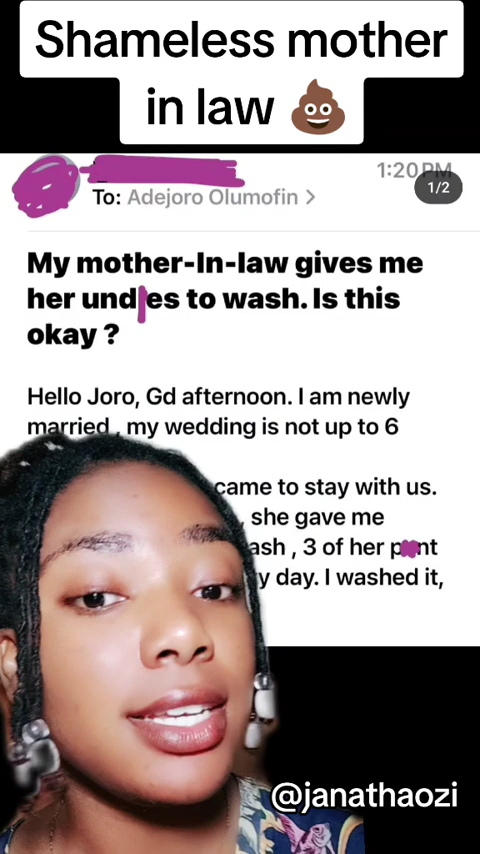 Shameless mother
in law 💩
1:20 PM
1/2
To: Adejoro Olumofin >
My mother-In-law gives me
her und es to wash. Is this
okay ?
Hello Joro, Gd afternoon. I am newly
married , my wedding is not up to 6
came to stay with us.
, she gave me
ash , 3 of her p nt
y day. I washed it,
@janathaozi